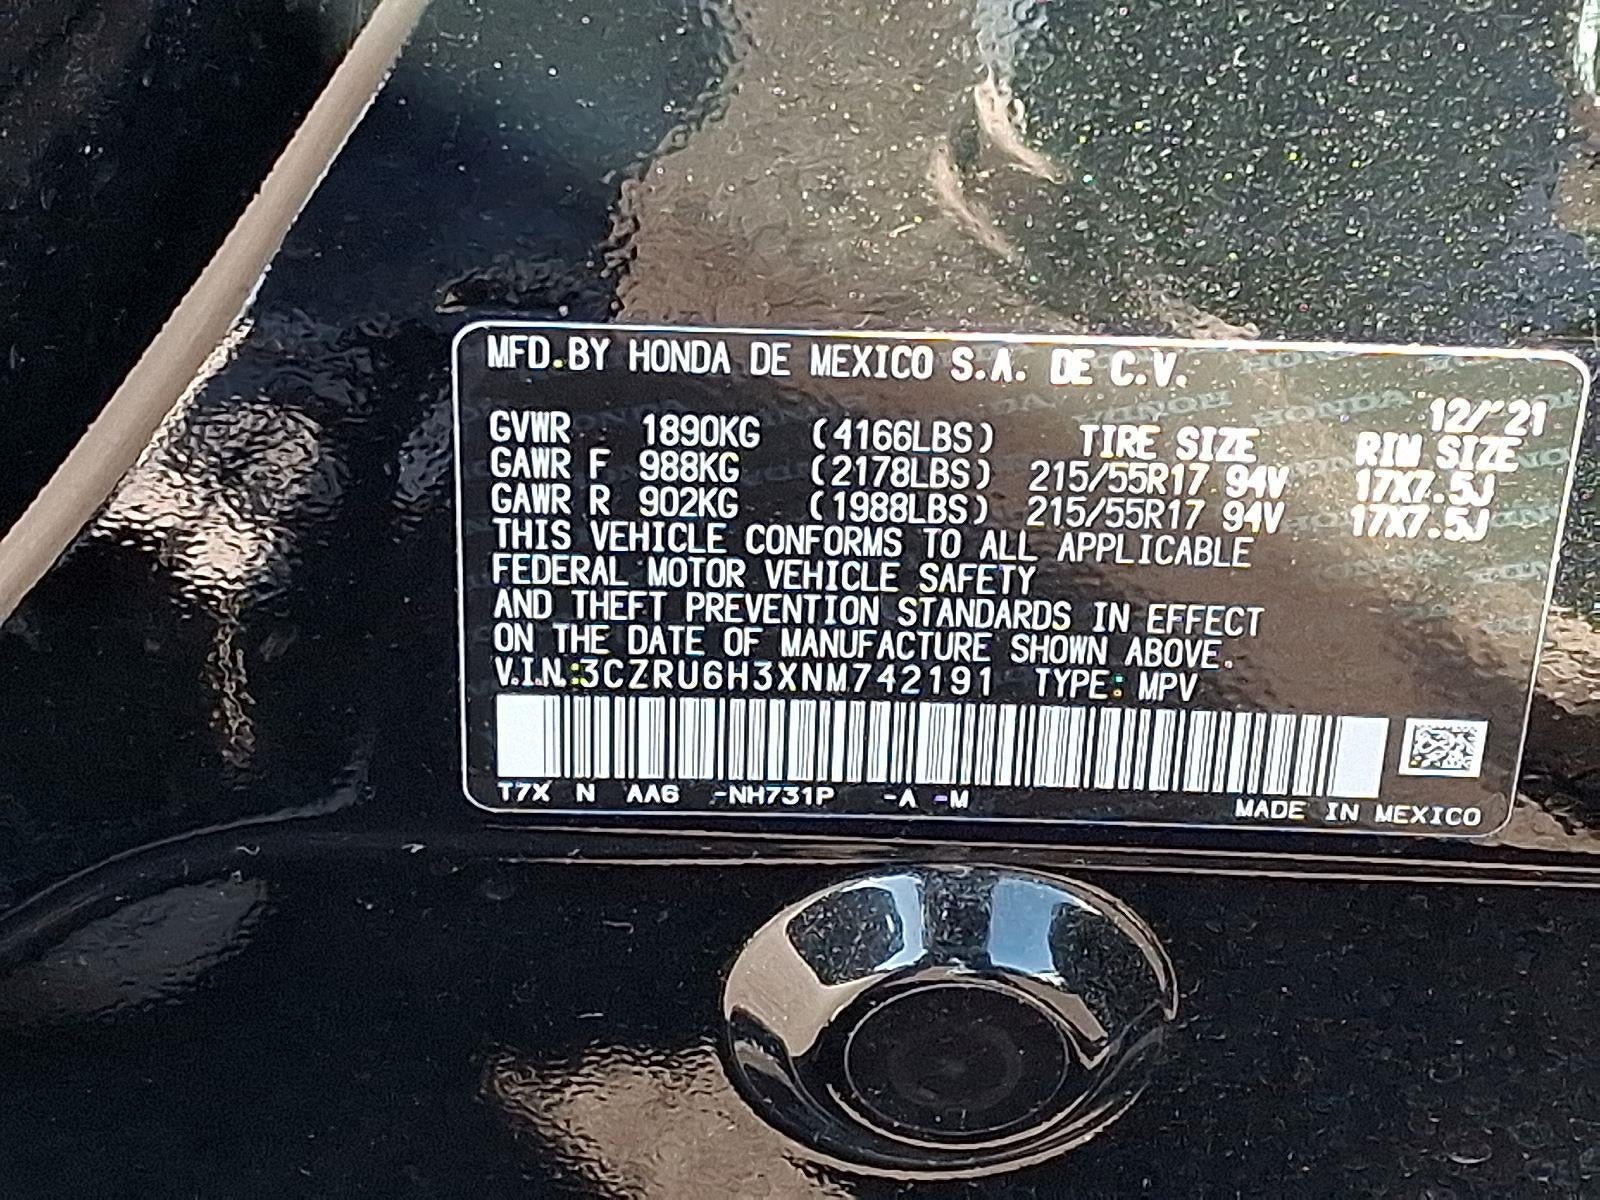 MFD.BY HONDA DE MEXICO S.A. DE C.V.
12/'21
GVWR 1890KG (4166LBS) TIRE SIZE RIM SIZE
GAWR F 988KG (2178LBS) 215/55R17 94V 17X7.5J
GAWR R 902KG (1988LBS) 215/55R17 94V 17X7.5J
THIS VEHICLE CONFORMS TO ALL APPLICABLE
FEDERAL MOTOR VEHICLE SAFETY
AND THEFT PREVENTION STANDARDS IN EFFECT
ON THE DATE OF MANUFACTURE SHOWN ABOVE.
V.I.N.:3CZRU6H3XNM742191 TYPE: MPV
T7X N AA6 -NH731P -A -M
MADE IN MEXICO